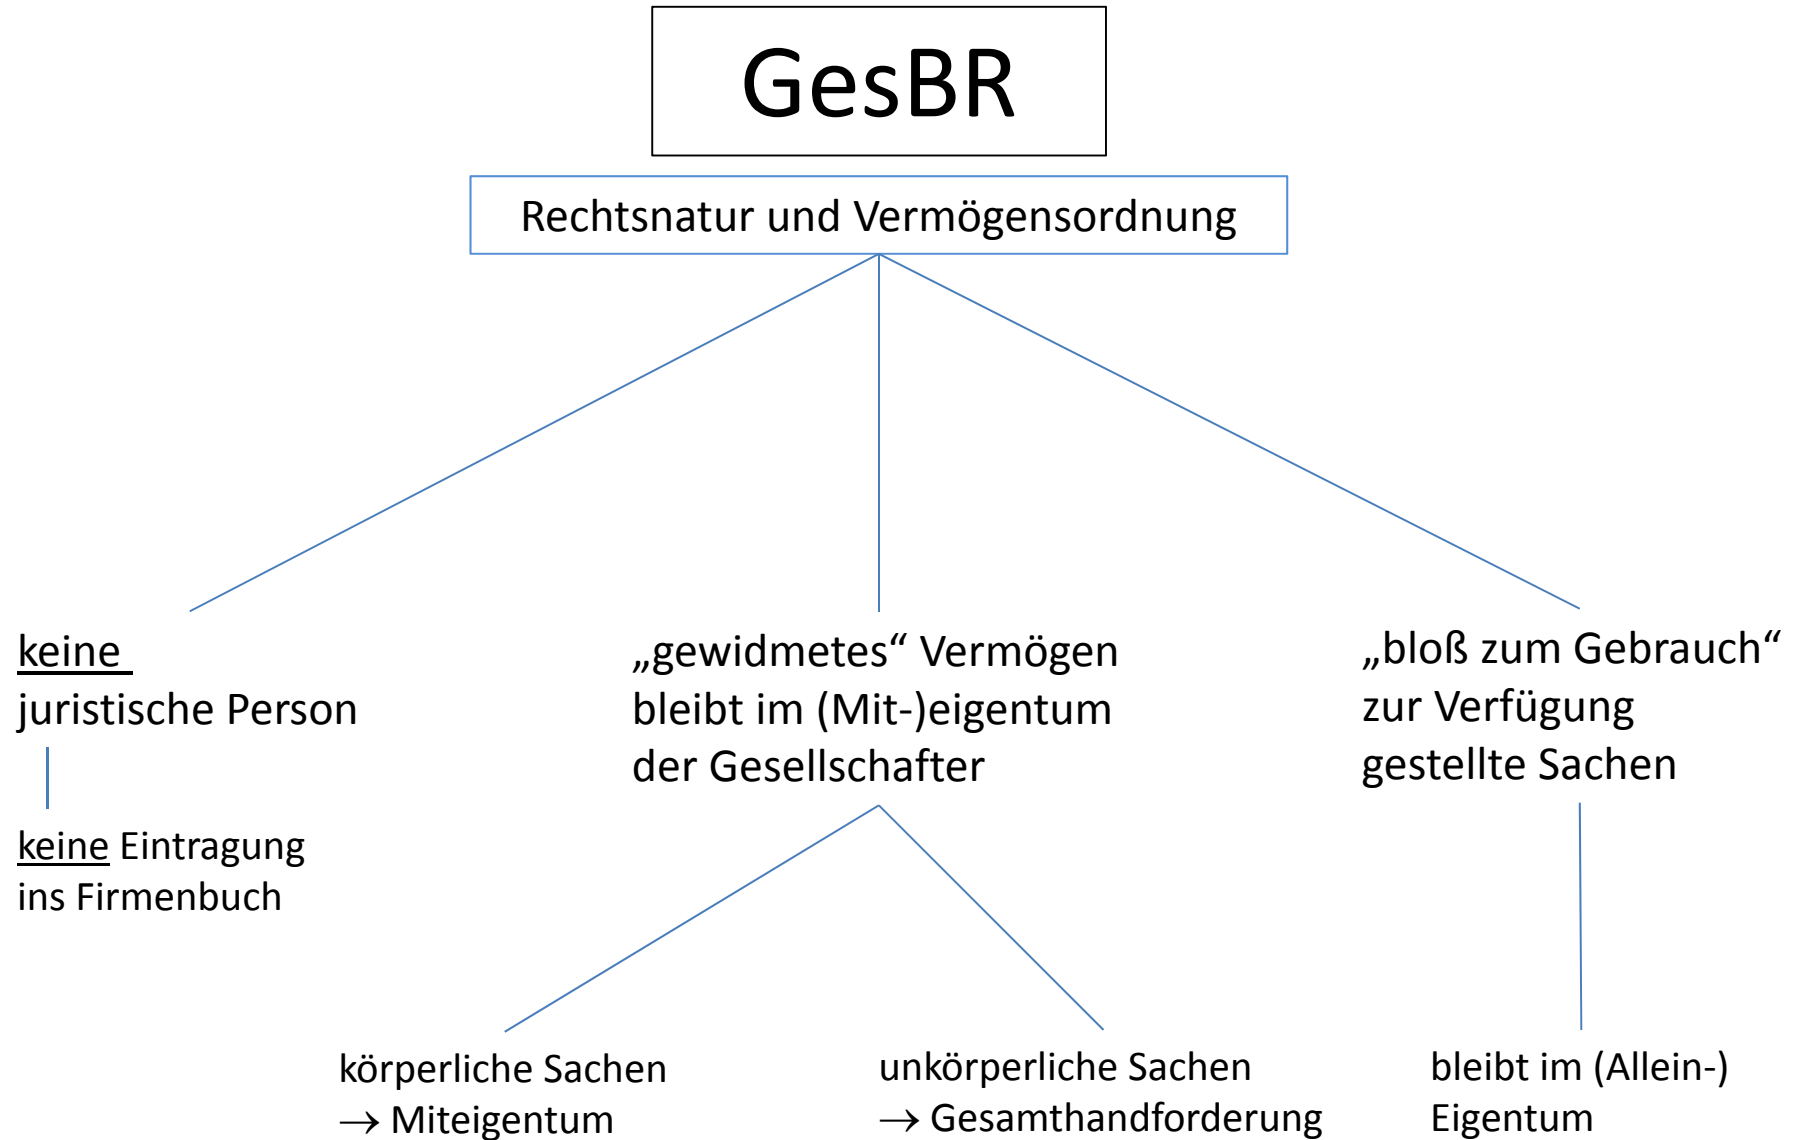 GesBR
Rechtsnatur und Vermögensordnung
keine
juristische Person
keine Eintragung
ins Firmenbuch
„gewidmetes“ Vermögen
bleibt im (Mit-)eigentum
der Gesellschafter
körperliche Sachen
→ Miteigentum
unkörperliche Sachen
→ Gesamthandforderung
„bloß zum Gebrauch“
zur Verfügung
gestellte Sachen
bleibt im (Allein-)
Eigentum